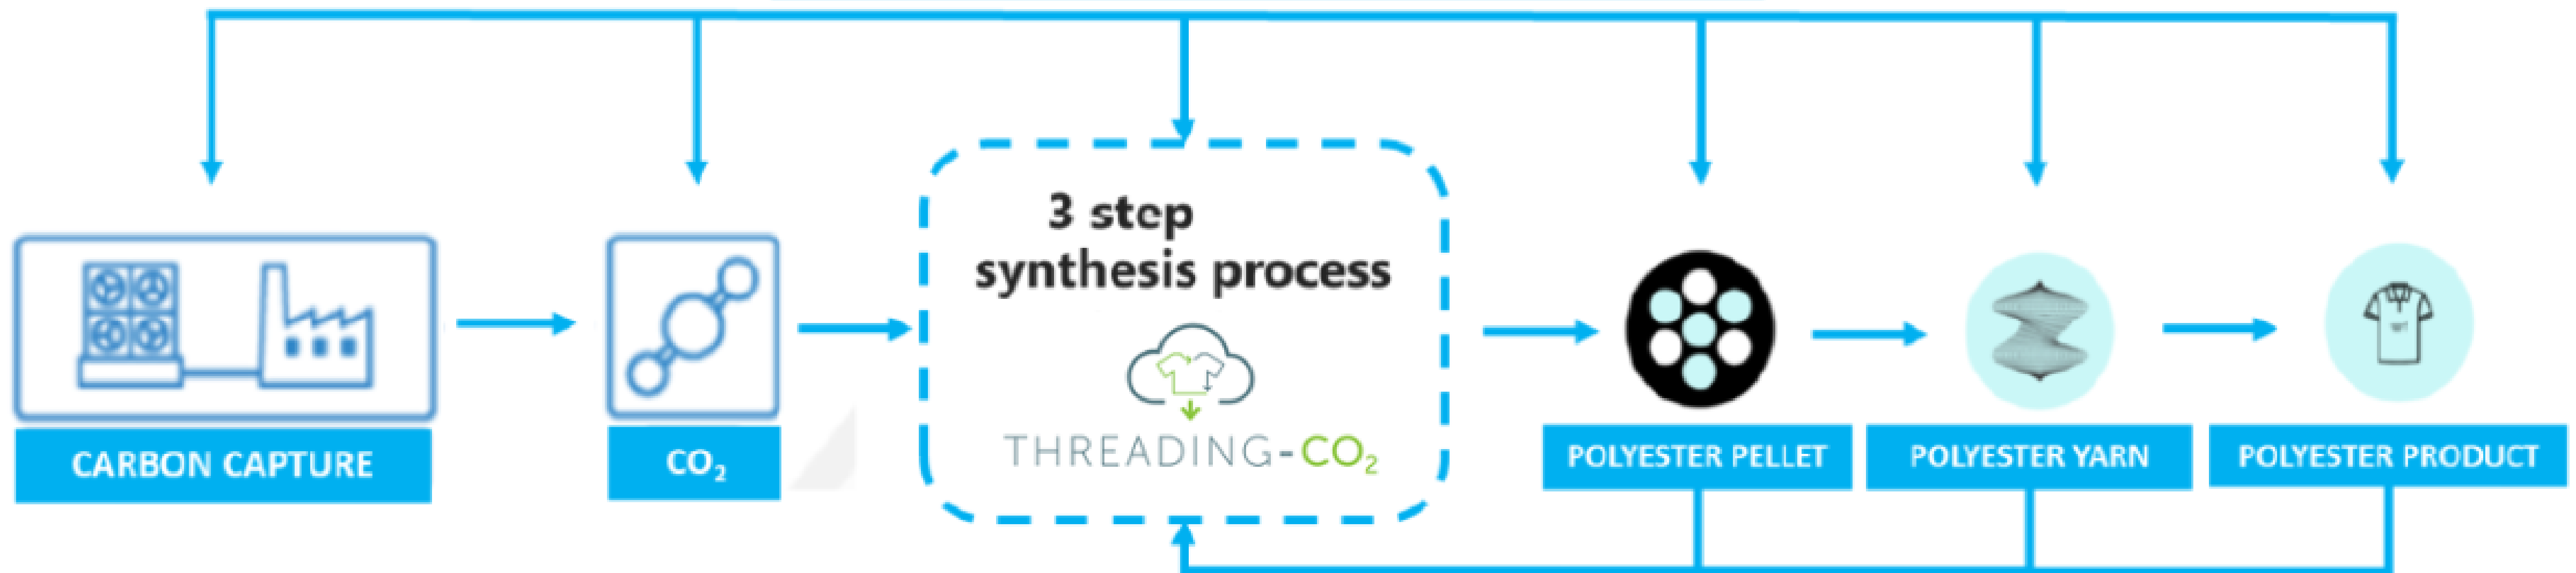 3 step
synthesis process
THREADING-CO₂
CARBON CAPTURE
CO₂
POLYESTER PELLET
POLYESTER YARN
POLYESTER PRODUCT